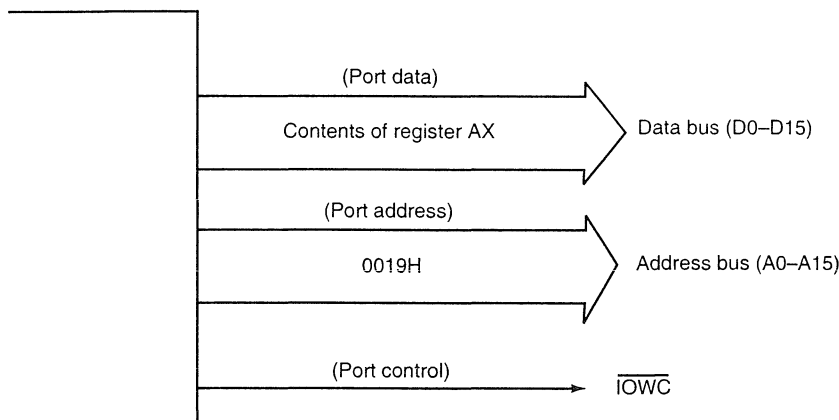 (Port data)
Contents of register AX
Data bus (D0–D15)
(Port address)
0019H
Address bus (A0–A15)
(Port control)
IOWC